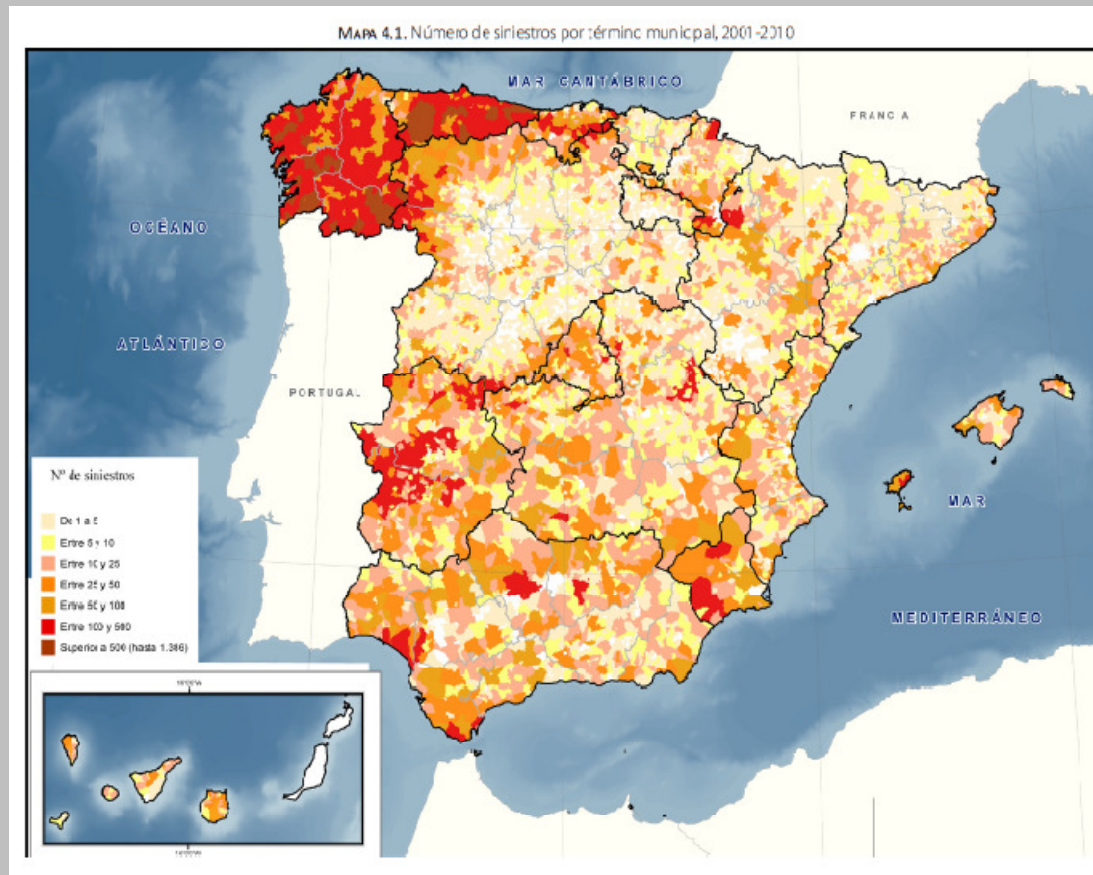 MAPA 4.1. Número de siniestros por término municipal, 2001-2010
MAR CANTÁBRICO
FRANCIA
OCÉANO
ATLÁNTICO
PORTUGAL
MAR
MEDITERRÁNEO
Nº de siniestros
De 1 a 5
Entre 5 y 10
Entre 10 y 25
Entre 25 y 50
Entre 50 y 100
Entre 100 y 500
Superior a 500 (hasta 1.386)